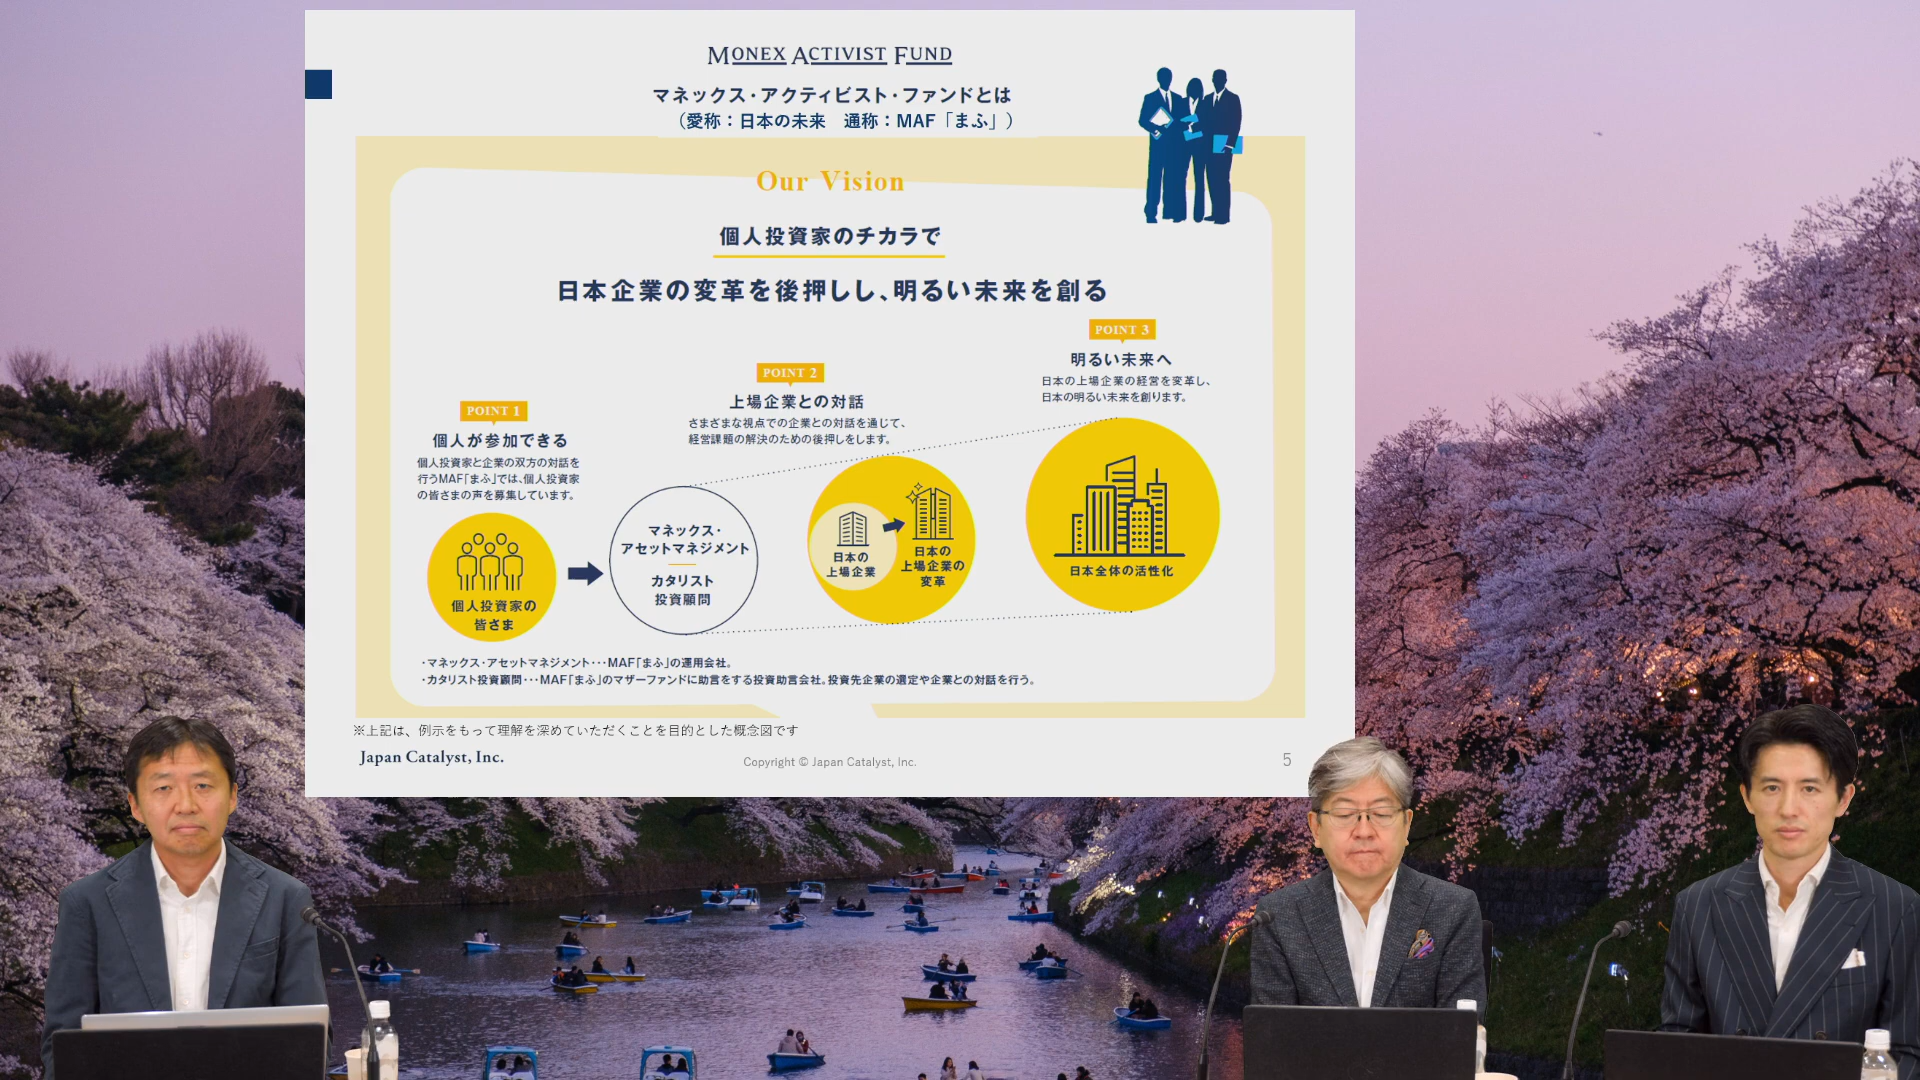 MONEX ACTIVIST FUND
マネックス・アクティビスト・ファンドとは
（愛称：日本の未来　通称：MAF「まふ」）
Our Vision
個人投資家のチカラで
日本企業の変革を後押しし、明るい未来を創る
POINT 1
個人が参加できる
個人投資家と企業の双方の対話を
行うMAF「まふ」では、個人投資家
の皆さまの声を募集しています。
個人投資家の
皆さま
マネックス・
アセットマネジメント
カタリスト
投資顧問
POINT 2
上場企業との対話
さまざまな視点での企業との対話を通じて、
経営課題の解決のための後押しをします。
日本の
上場企業
日本の
上場企業の
変革
POINT 3
明るい未来へ
日本の上場企業の経営を変革し、
日本の明るい未来を創ります。
日本全体の活性化
・マネックス・アセットマネジメント・・・MAF「まふ」の運用会社。
・カタリスト投資顧問・・・MAF「まふ」のマザーファンドに助言をする投資助言会社。投資先企業の選定や企業との対話を行う。
※上記は、例示をもって理解を深めていただくことを目的とした概念図です
Japan Catalyst, Inc.
Copyright © Japan Catalyst, Inc.
5